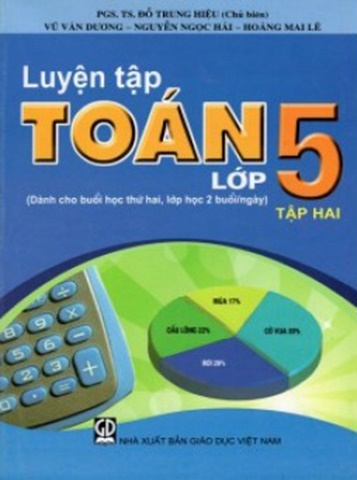 PGS. TS. ĐỖ TRUNG HIỆU (Chủ biên)
VŨ VĂN DƯƠNG – NGUYỄN NGỌC HẢI – HOÀNG MAI LÊ
Luyện tập
TOÁN 5
LỚP
(Dành cho buổi học thứ hai, lớp học 2 buổi/ngày)
TẬP HAI
MÚA 17%
CẦU LÔNG 22%
CỜ VUA
BƠI
GD
NHÀ XUẤT BẢN GIÁO DỤC VIỆT NAM